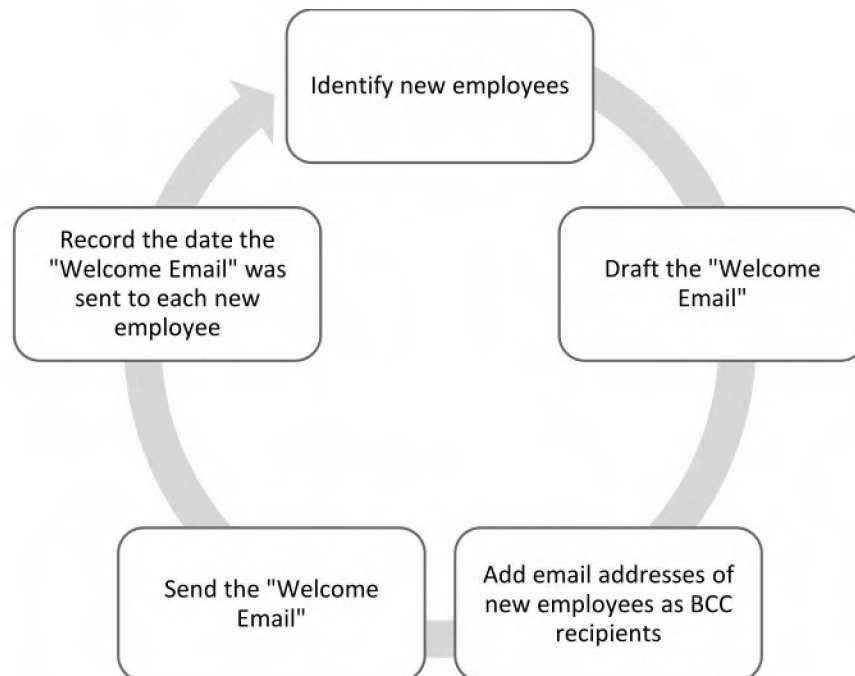 Identify new employees
Draft the "Welcome
Email"
Add email addresses of
new employees as BCC
recipients
Send the "Welcome
Email"
Record the date the
"Welcome Email" was
sent to each new
employee